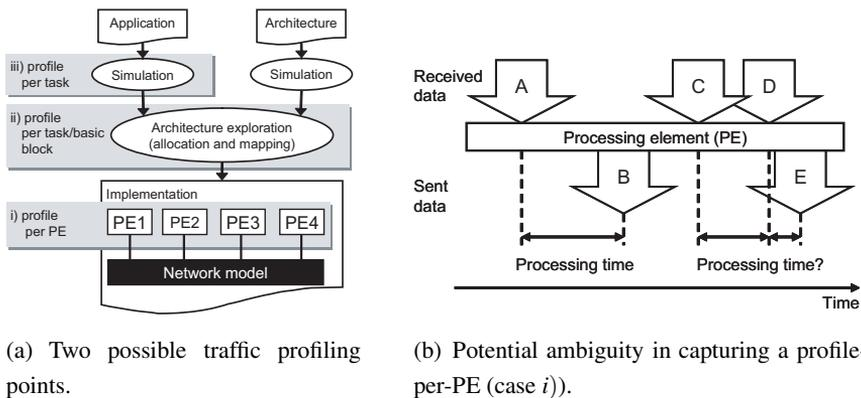 Application
Architecture
iii) profile
per task
Simulation
Simulation
ii) profile
per task/basic
block
Architecture exploration
(allocation and mapping)
Implementation
i) profile
per PE
PE1
PE2
PE3
PE4
Network model
(a) Two possible traffic profiling
points.
Received
data
A
C
D
Processing element (PE)
Sent
data
B
E
Processing time
Processing time?
Time
(b) Potential ambiguity in capturing a profile-
per-PE (case i)).